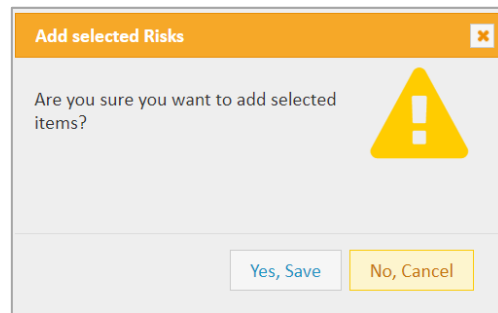 Add selected Risks
Are you sure you want to add selected
items?
Yes, Save
No, Cancel